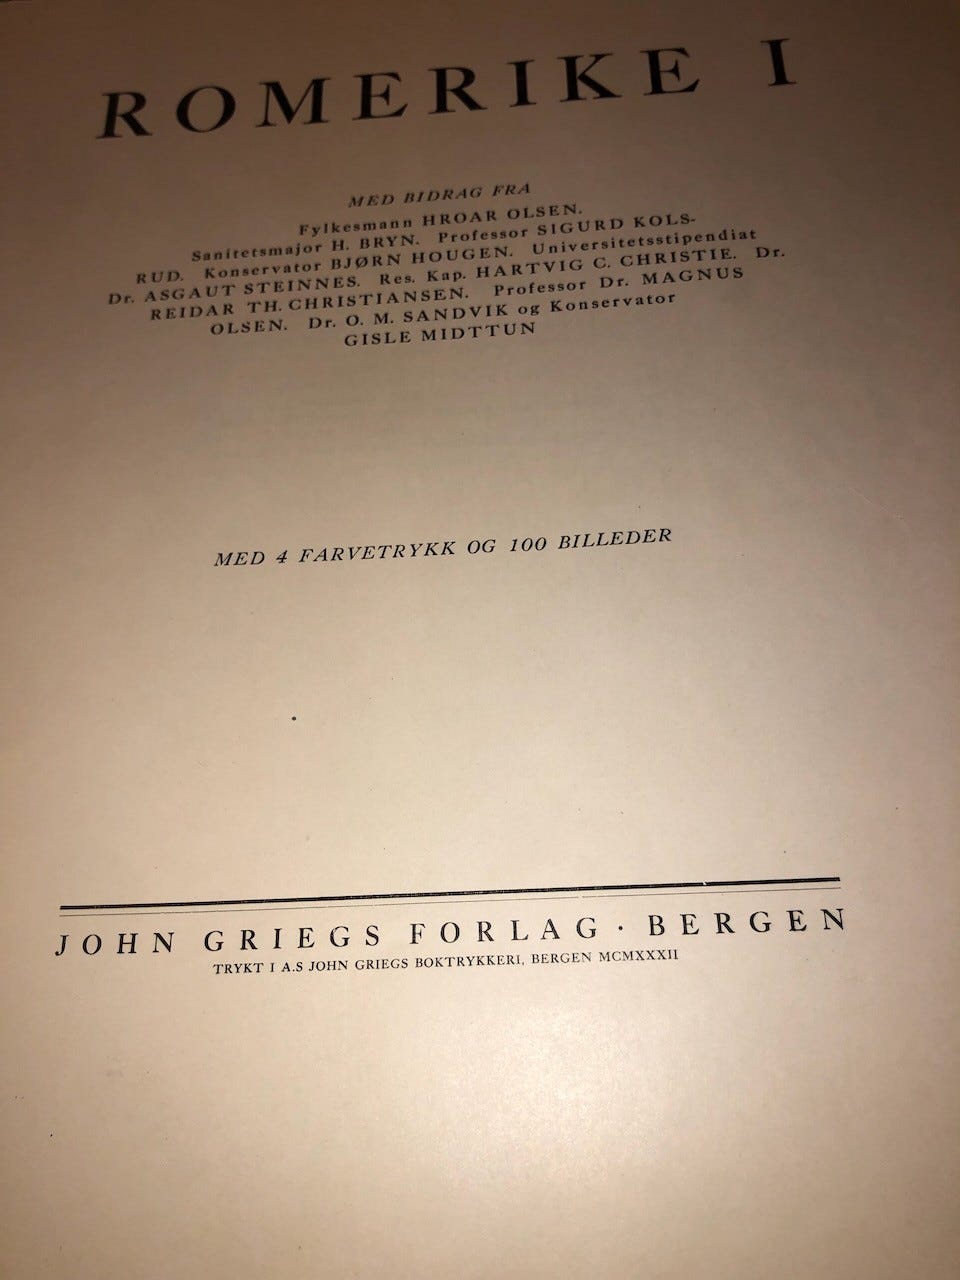 ROMERIKE I
MED BIDRAG FRA
Fylkesmann HROAR OLSEN.
Sanitetsmajor H. BRYN. Professor SIGURD KOLS-
RUD. Konservator BJØRN HOUGEN. Universitetsstipendiat
Dr. ASGAUT STEINNES. Res. Kap. HARTVIG C. CHRISTIE. Dr.
REIDAR TH. CHRISTIANSEN. Professor Dr. MAGNUS
OLSEN. Dr. O. M. SANDVIK og Konservator
GISLE MIDTTUN
MED 4 FARVETRYKK OG 100 BILLEDER
JOHN GRIEGS FORLAG · BERGEN
TRYKT I A.S JOHN GRIEGS BOKTRYKKERI, BERGEN MCMXXXII